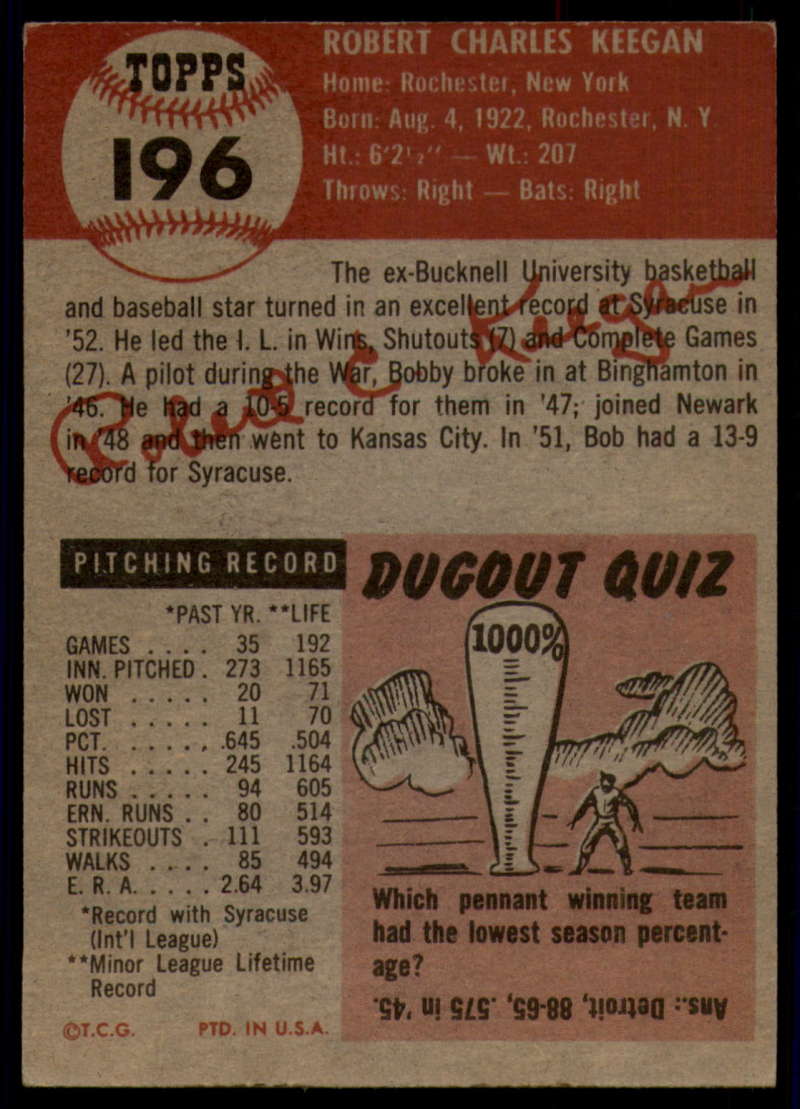 TOPPS
196
ROBERT CHARLES KEEGAN
Home: Rochester, New York
Born: Aug. 4, 1922, Rochester, N. Y.
Ht.: 6'2½" — Wt.: 207
Throws: Right — Bats: Right
The ex-Bucknell University basketball
and baseball star turned in an excellent record at Syracuse in
'52. He led the I. L. in Wins, Shutouts (7) and Complete Games
(27). A pilot during the War, Bobby broke in at Binghamton in
'46. He had a 10-5 record for them in '47; joined Newark
in '48 and then went to Kansas City. In '51, Bob had a 13-9
record for Syracuse.
PITCHING RECORD
*PAST YR. **LIFE
GAMES .... 35 192
INN. PITCHED . 273 1165
WON ..... 20 71
LOST ..... 11 70
PCT. ...... .645 .504
HITS ..... 245 1164
RUNS ..... 94 605
ERN. RUNS .. 80 514
STRIKEOUTS . 111 593
WALKS .... 85 494
E. R. A. ..... 2.64 3.97
*Record with Syracuse
(Int'l League)
**Minor League Lifetime
Record
©T.C.G. PTD. IN U.S.A.
DUGOUT QUIZ
1000%
Which pennant winning team
had the lowest season percent-
age?
Ans.: Detroit, 88-65, .575 in '45.